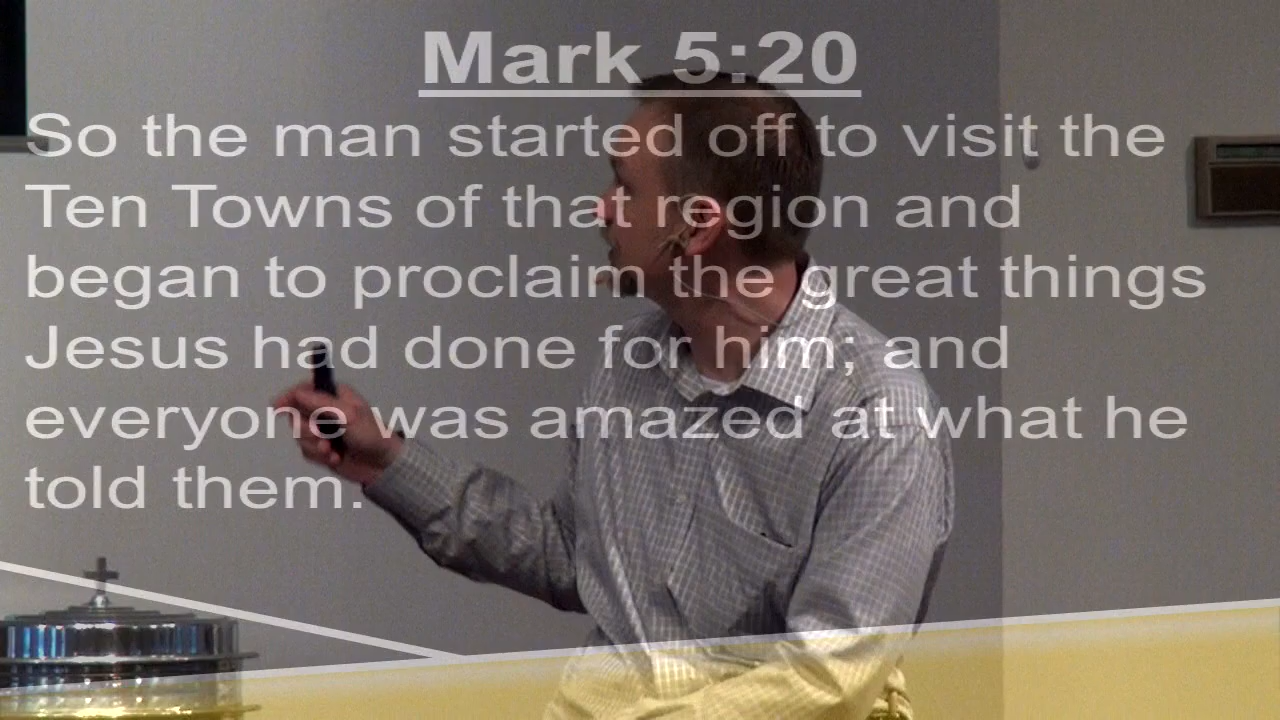 Mark 5:20
So the man started off to visit the
Ten Towns of that region and
began to proclaim the great things
Jesus had done for him; and
everyone was amazed at what he
told them.